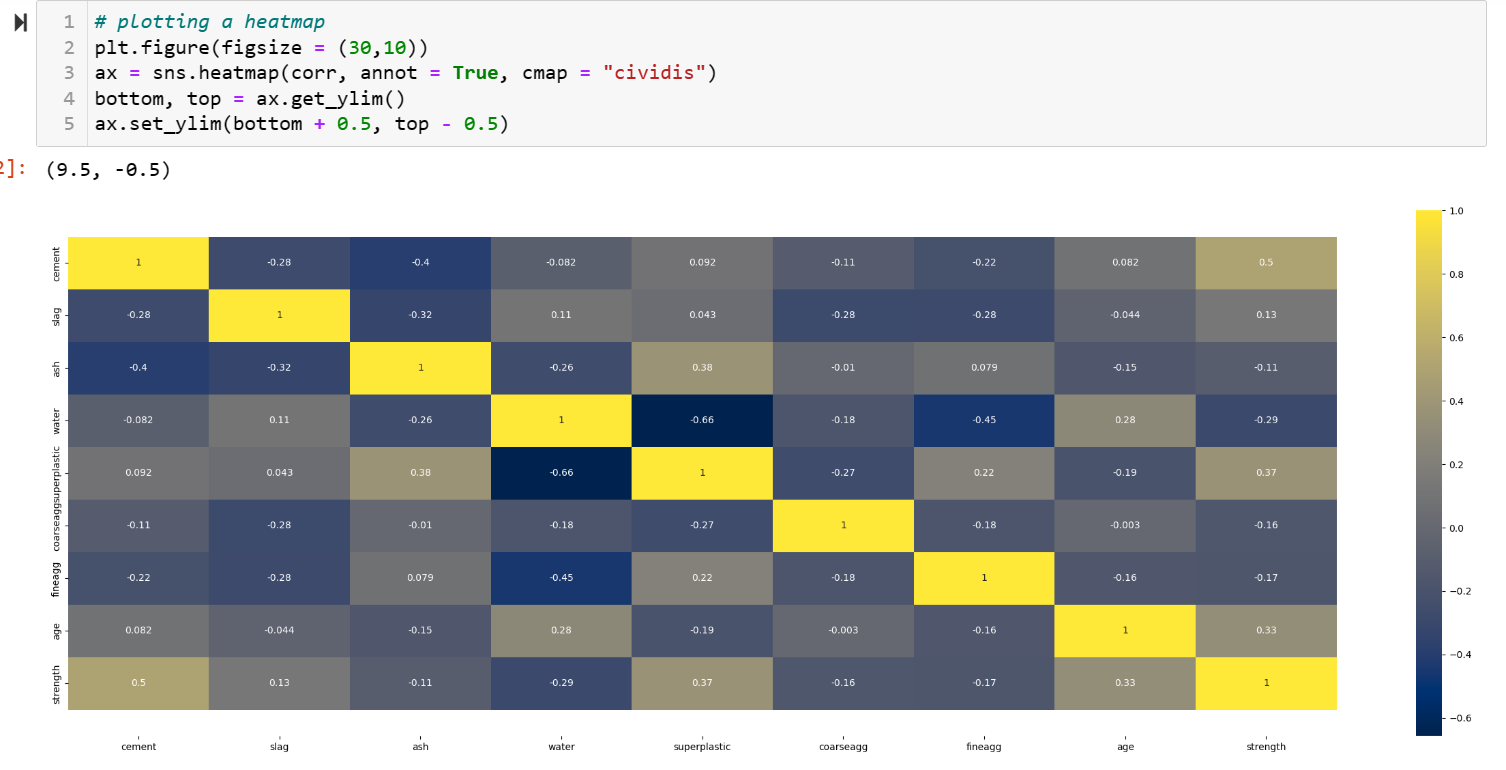 1 # plotting a heatmap
2 plt.figure(figsize = (30,10))
3 ax = sns.heatmap(corr, annot = True, cmap = "cividis")
4 bottom, top = ax.get_ylim()
5 ax.set_ylim(bottom + 0.5, top - 0.5)
2]: (9.5, -0.5)
cement 1 -0.28 -0.4 -0.082 0.092 -0.11 -0.22 0.082 0.5
slag -0.28 1 -0.32 0.11 0.043 -0.28 -0.28 -0.044 0.13
ash -0.4 -0.32 1 -0.26 0.38 -0.01 0.079 -0.15 -0.11
water -0.082 0.11 -0.26 1 -0.66 -0.18 -0.45 0.28 -0.29
superplastic 0.092 0.043 0.38 -0.66 1 -0.27 0.22 -0.19 0.37
coarseagg -0.11 -0.28 -0.01 -0.18 -0.27 1 -0.18 -0.003 -0.16
fineagg -0.22 -0.28 0.079 -0.45 0.22 -0.18 1 -0.16 -0.17
age 0.082 -0.044 -0.15 0.28 -0.19 -0.003 -0.16 1 0.33
strength 0.5 0.13 -0.11 -0.29 0.37 -0.16 -0.17 0.33 1
cement slag ash water superplastic coarseagg fineagg age strength
1.0
0.8
0.6
0.4
0.2
0.0
−0.2
−0.4
−0.6